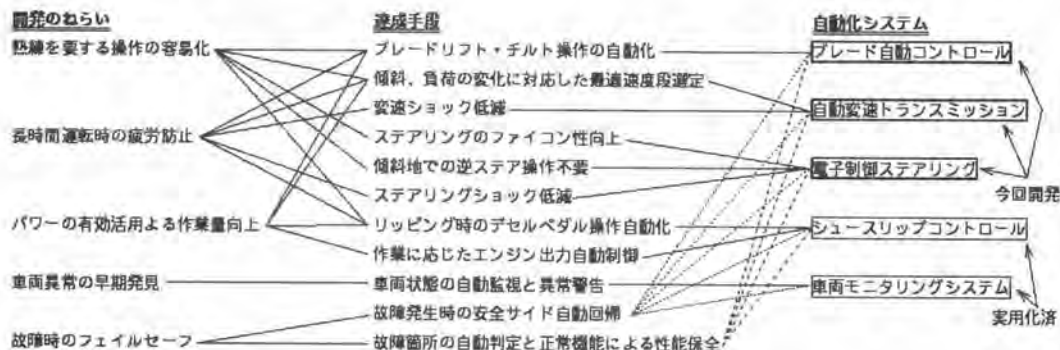 開発のねらい
熟練を要する操作の容易化
長時間運転時の疲労防止
パワーの有効活用よる作業量向上
車両異常の早期発見
故障時のフェイルセーフ
達成手段
ブレードリフト・チルト操作の自動化
傾斜、負荷の変化に対応した最適速度段選定
変速ショック低減
ステアリングのファイコン性向上
傾斜地での逆ステア操作不要
ステアリングショック低減
リッピング時のデセルペダル操作自動化
作業に応じたエンジン出力自動制御
車両状態の自動監視と異常警告
故障発生時の安全サイド自動回帰
故障箇所の自動判定と正常機能による性能保全
自動化システム
ブレード自動コントロール
自動変速トランスミッション
電子制御ステアリング
今回開発
シュースリップコントロール
車両モニタリングシステム
実用化済